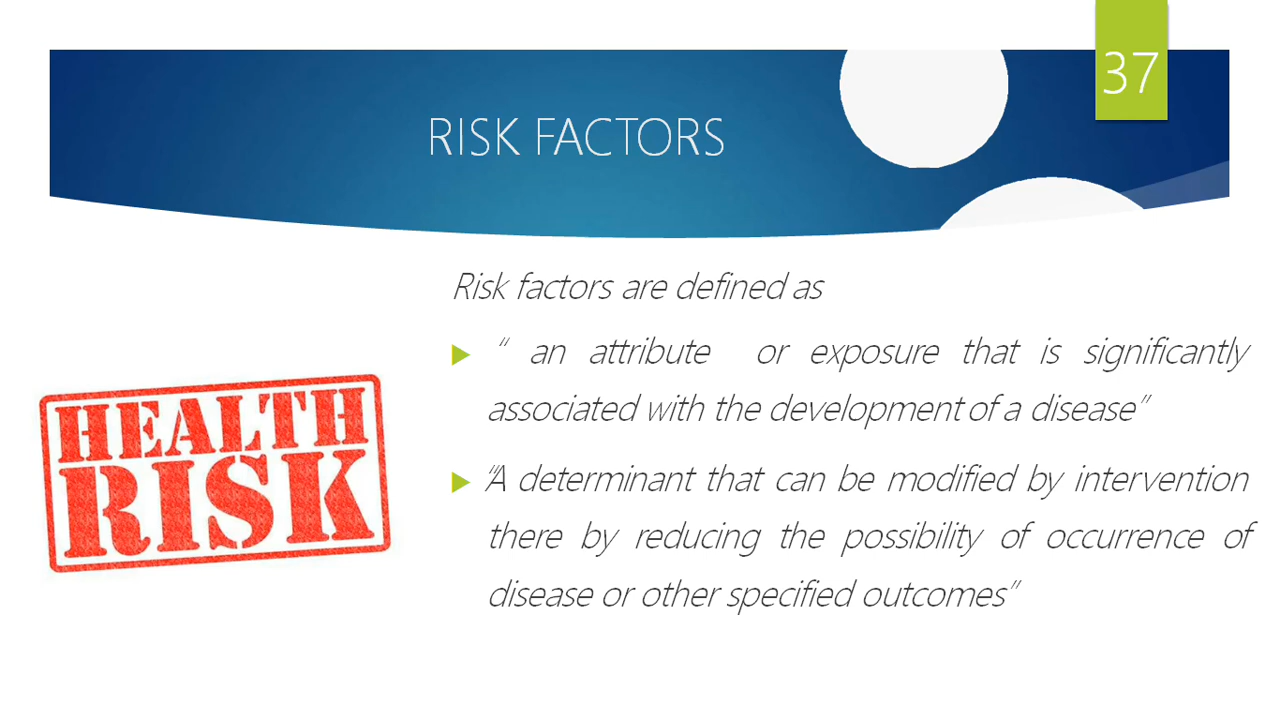 37
RISK FACTORS
Risk factors are defined as
“ an attribute or exposure that is significantly
associated with the development of a disease”
“A determinant that can be modified by intervention
there by reducing the possibility of occurrence of
disease or other specified outcomes”
HEALTH
RISK